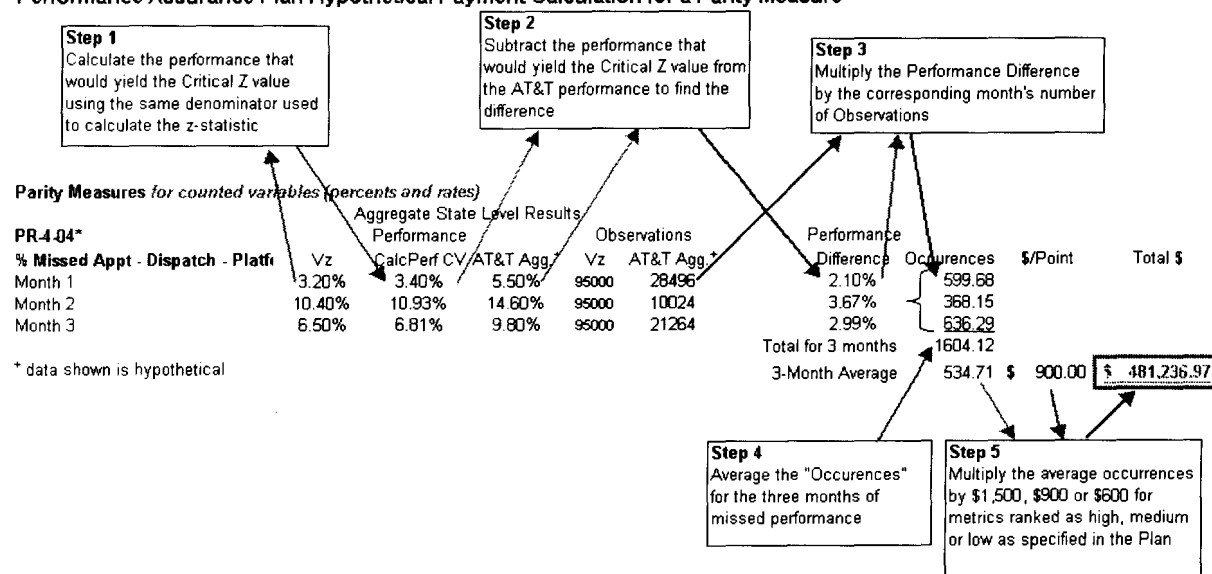 Performance Assurance Plan Hypothetical Payment Calculation for a Parity Measure
Step 1
Calculate the performance that
would yield the Critical Z value
using the same denominator used
to calculate the z-statistic
Step 2
Subtract the performance that
would yield the Critical Z value from
the AT&T performance to find the
difference
Step 3
Multiply the Performance Difference
by the corresponding month's number
of Observations
Parity Measures for counted variables (percents and rates)
Aggregate State Level Results
PR-4-04* Performance Observations Performance
% Missed Appt - Dispatch - Platfo Vz CalcPerf CV AT&T Agg.+ Vz AT&T Agg.+ Difference Occurences $/Point Total $
Month 1 3.20% 3.40% 5.50% 95000 28496 2.10% 599.68
Month 2 10.40% 10.93% 14.60% 95000 10024 3.67% 368.15
Month 3 6.50% 6.81% 9.80% 95000 21264 2.99% 636.29
Total for 3 months 1604.12
+ data shown is hypothetical
3-Month Average 534.71 $ 900.00 $ 481,236.97
Step 4
Average the "Occurences"
for the three months of
missed performance
Step 5
Multiply the average occurrences
by $1,500, $900 or $600 for
metrics ranked as high, medium
or low as specified in the Plan